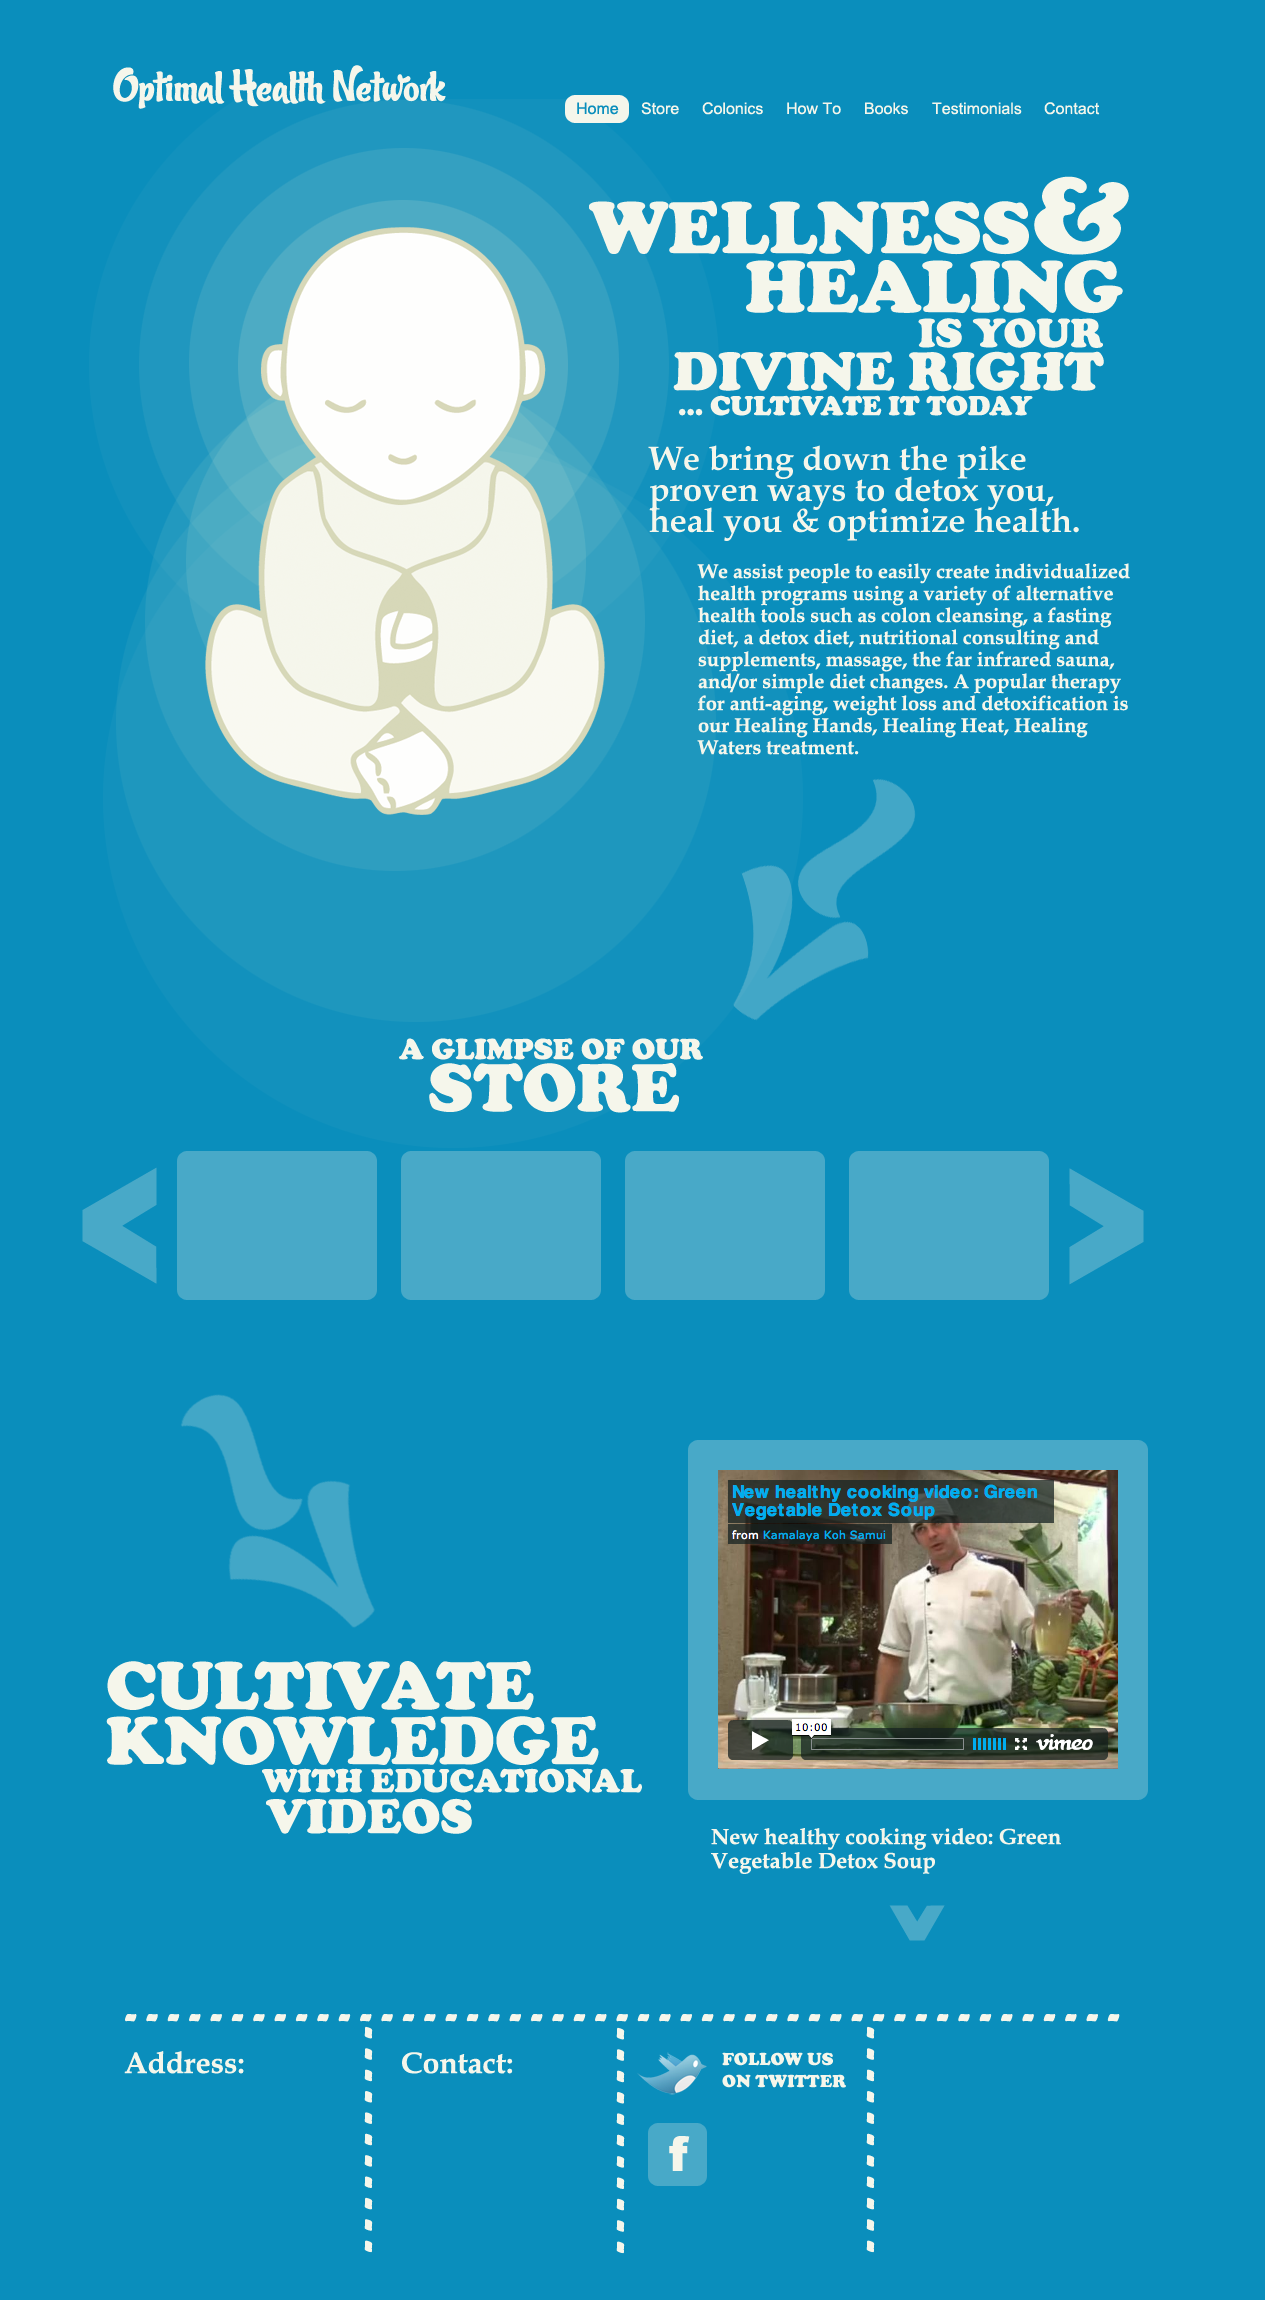 Optimal Health Network
Home Store Colonics How To Books Testimonials Contact
WELLNESS &
HEALING
IS YOUR
DIVINE RIGHT
... CULTIVATE IT TODAY
We bring down the pike
proven ways to detox you,
heal you & optimize health.
We assist people to easily create individualized
health programs using a variety of alternative
health tools such as colon cleansing, a fasting
diet, a detox diet, nutritional consulting and
supplements, massage, the far infrared sauna,
and/or simple diet changes. A popular therapy
for anti-aging, weight loss and detoxification is
our Healing Hands, Healing Heat, Healing
Waters treatment.
A GLIMPSE OF OUR
STORE
New healthy cooking video: Green
Vegetable Detox Soup
from Kamalaya Koh Samui
10:00
vimeo
CULTIVATE
KNOWLEDGE
WITH EDUCATIONAL
VIDEOS
New healthy cooking video: Green
Vegetable Detox Soup
Address:
Contact:
FOLLOW US
ON TWITTER
f